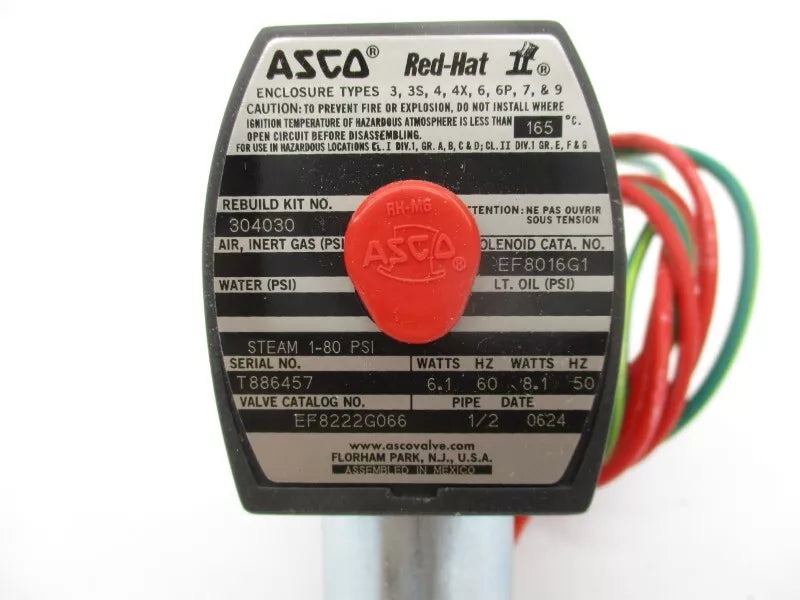 ASCO® Red-Hat II®
ENCLOSURE TYPES 3, 3S, 4, 4X, 6, 6P, 7, & 9
CAUTION: TO PREVENT FIRE OR EXPLOSION, DO NOT INSTALL WHERE
IGNITION TEMPERATURE OF HAZARDOUS ATMOSPHERE IS LESS THAN 165 °C.
OPEN CIRCUIT BEFORE DISASSEMBLING.
FOR USE IN HAZARDOUS LOCATIONS CL.I DIV.1, GR. A, B, C & D; CL.II DIV.1 GR. E, F & G
REBUILD KIT NO. TTENTION: NE PAS OUVRIR
SOUS TENSION
304030
RH-M6
ASCO®
AIR, INERT GAS (PSI OLENOID CATA. NO.
EF8016G1
WATER (PSI) LT. OIL (PSI)
STEAM 1-80 PSI
SERIAL NO. WATTS HZ WATTS HZ
T886457 6.1 60 8.1 50
VALVE CATALOG NO. PIPE DATE
EF8222G066 1/2 0624
www.ascovalve.com
FLORHAM PARK, N.J., U.S.A.
ASSEMBLED IN MEXICO